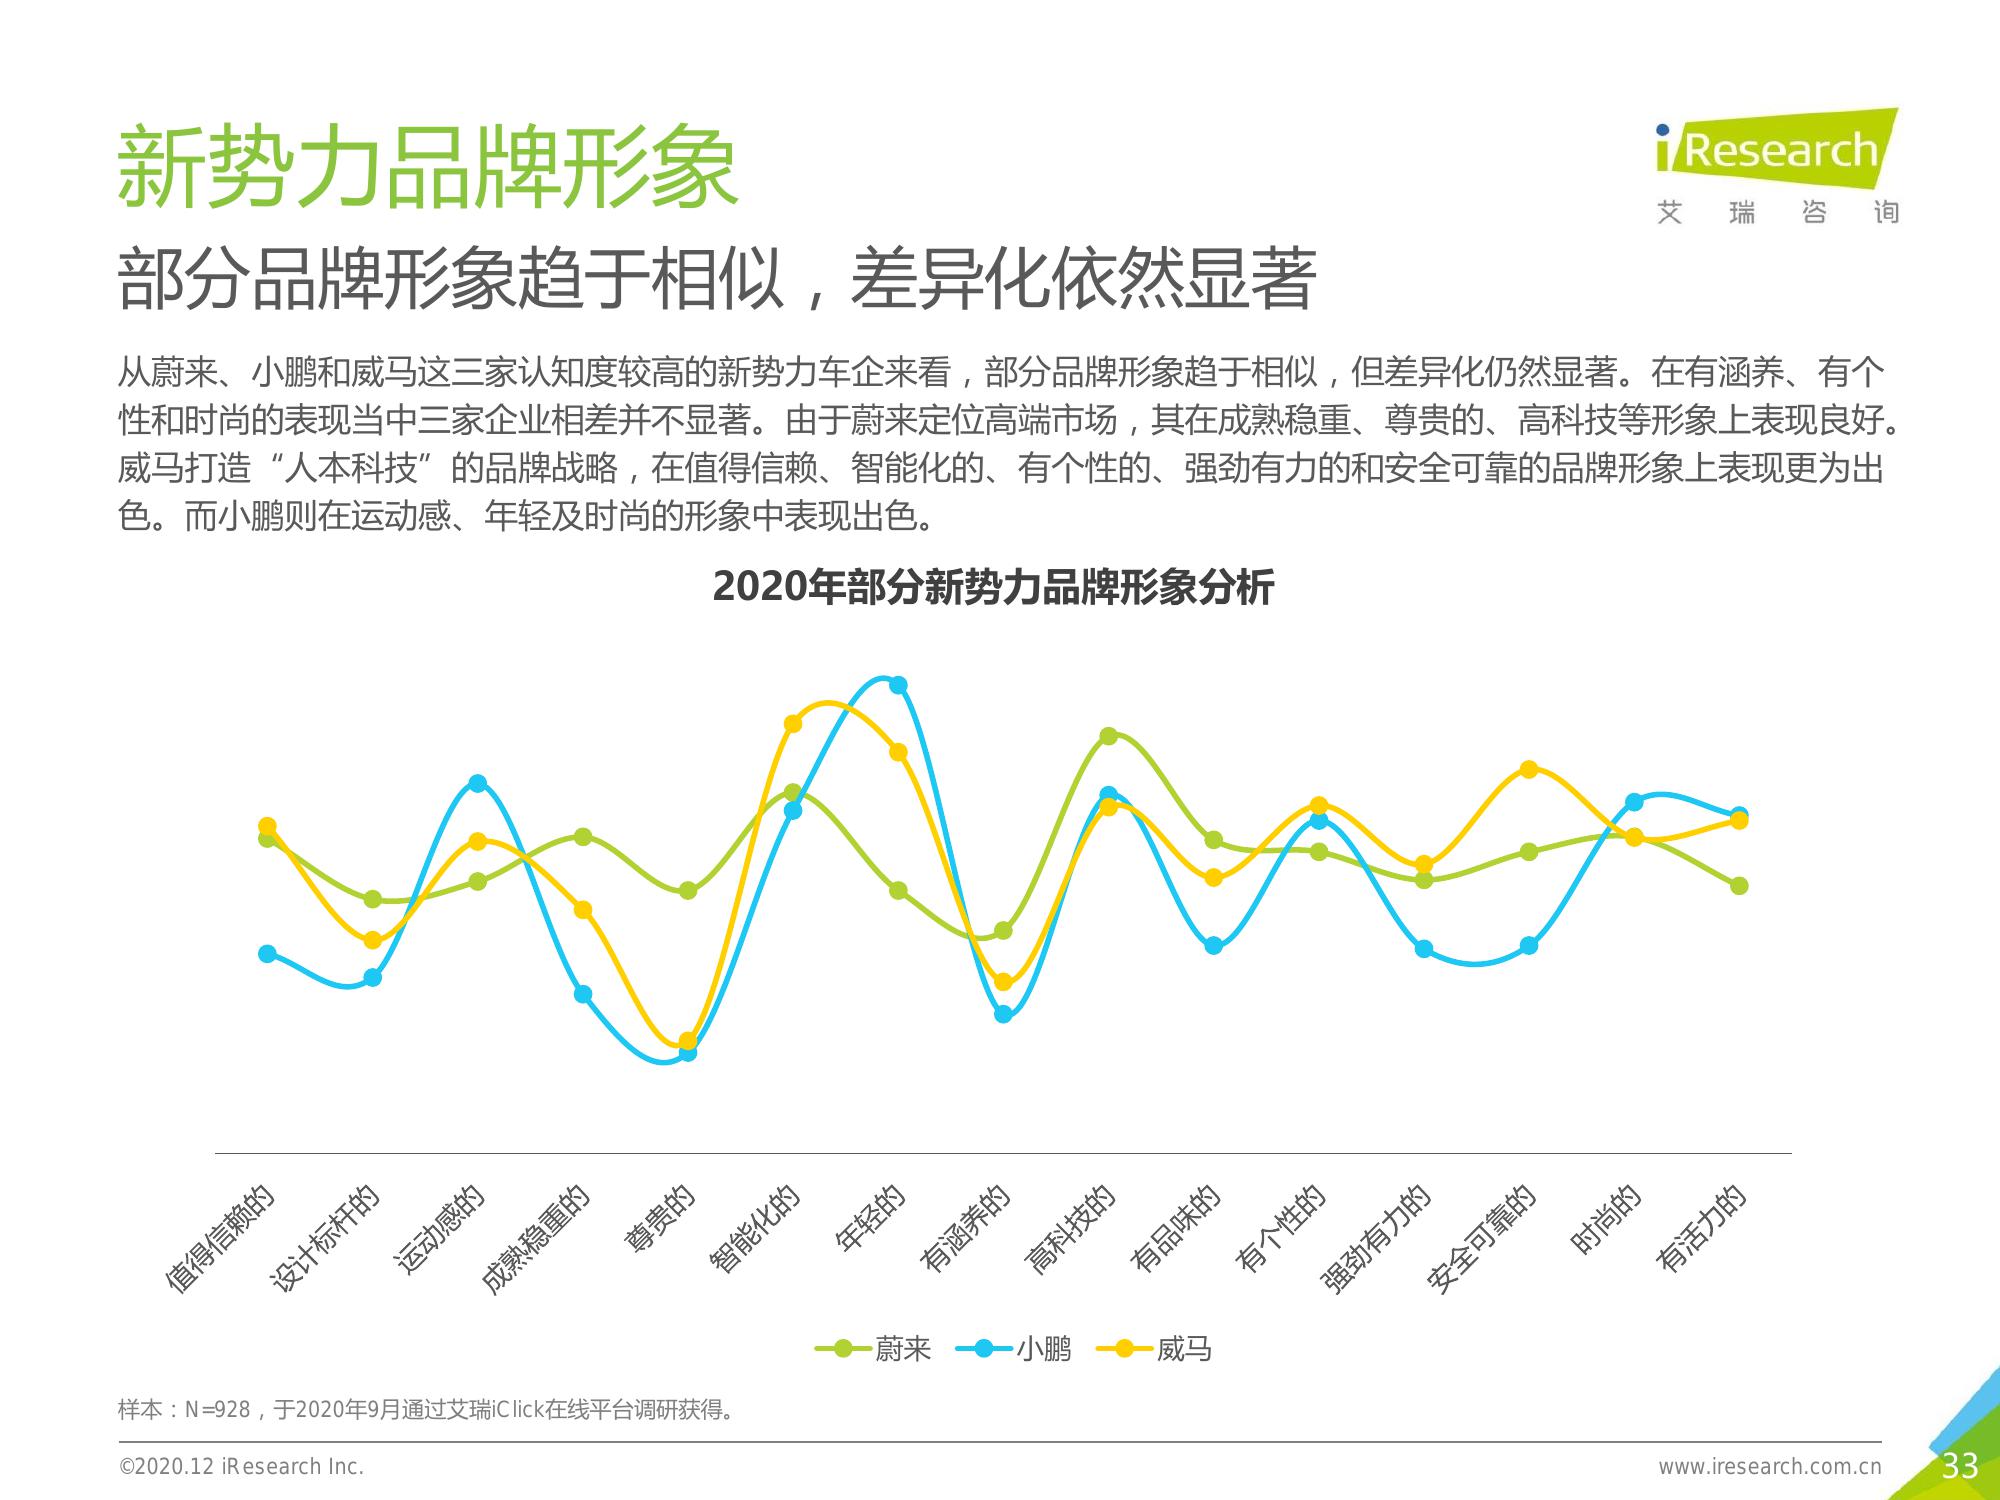 新势力品牌形象
iResearch
艾瑞咨询
部分品牌形象趋于相似，差异化依然显著
从蔚来、小鹏和威马这三家认知度较高的新势力车企来看，部分品牌形象趋于相似，但差异化仍然显著。在有涵养、有个
性和时尚的表现当中三家企业相差并不显著。由于蔚来定位高端市场，其在成熟稳重、尊贵的、高科技等形象上表现良好。
威马打造“人本科技”的品牌战略，在值得信赖、智能化的、有个性的、强劲有力的和安全可靠的品牌形象上表现更为出
色。而小鹏则在运动感、年轻及时尚的形象中表现出色。
2020年部分新势力品牌形象分析
值得信赖的
设计标杆的
运动感的
成熟稳重的
尊贵的
智能化的
年轻的
有涵养的
高科技的
有品味的
有个性的
强劲有力的
安全可靠的
时尚的
有活力的
蔚来 小鹏 威马
样本：N=928，于2020年9月通过艾瑞iClick在线平台调研获得。
©2020.12 iResearch Inc.
www.iresearch.com.cn
33